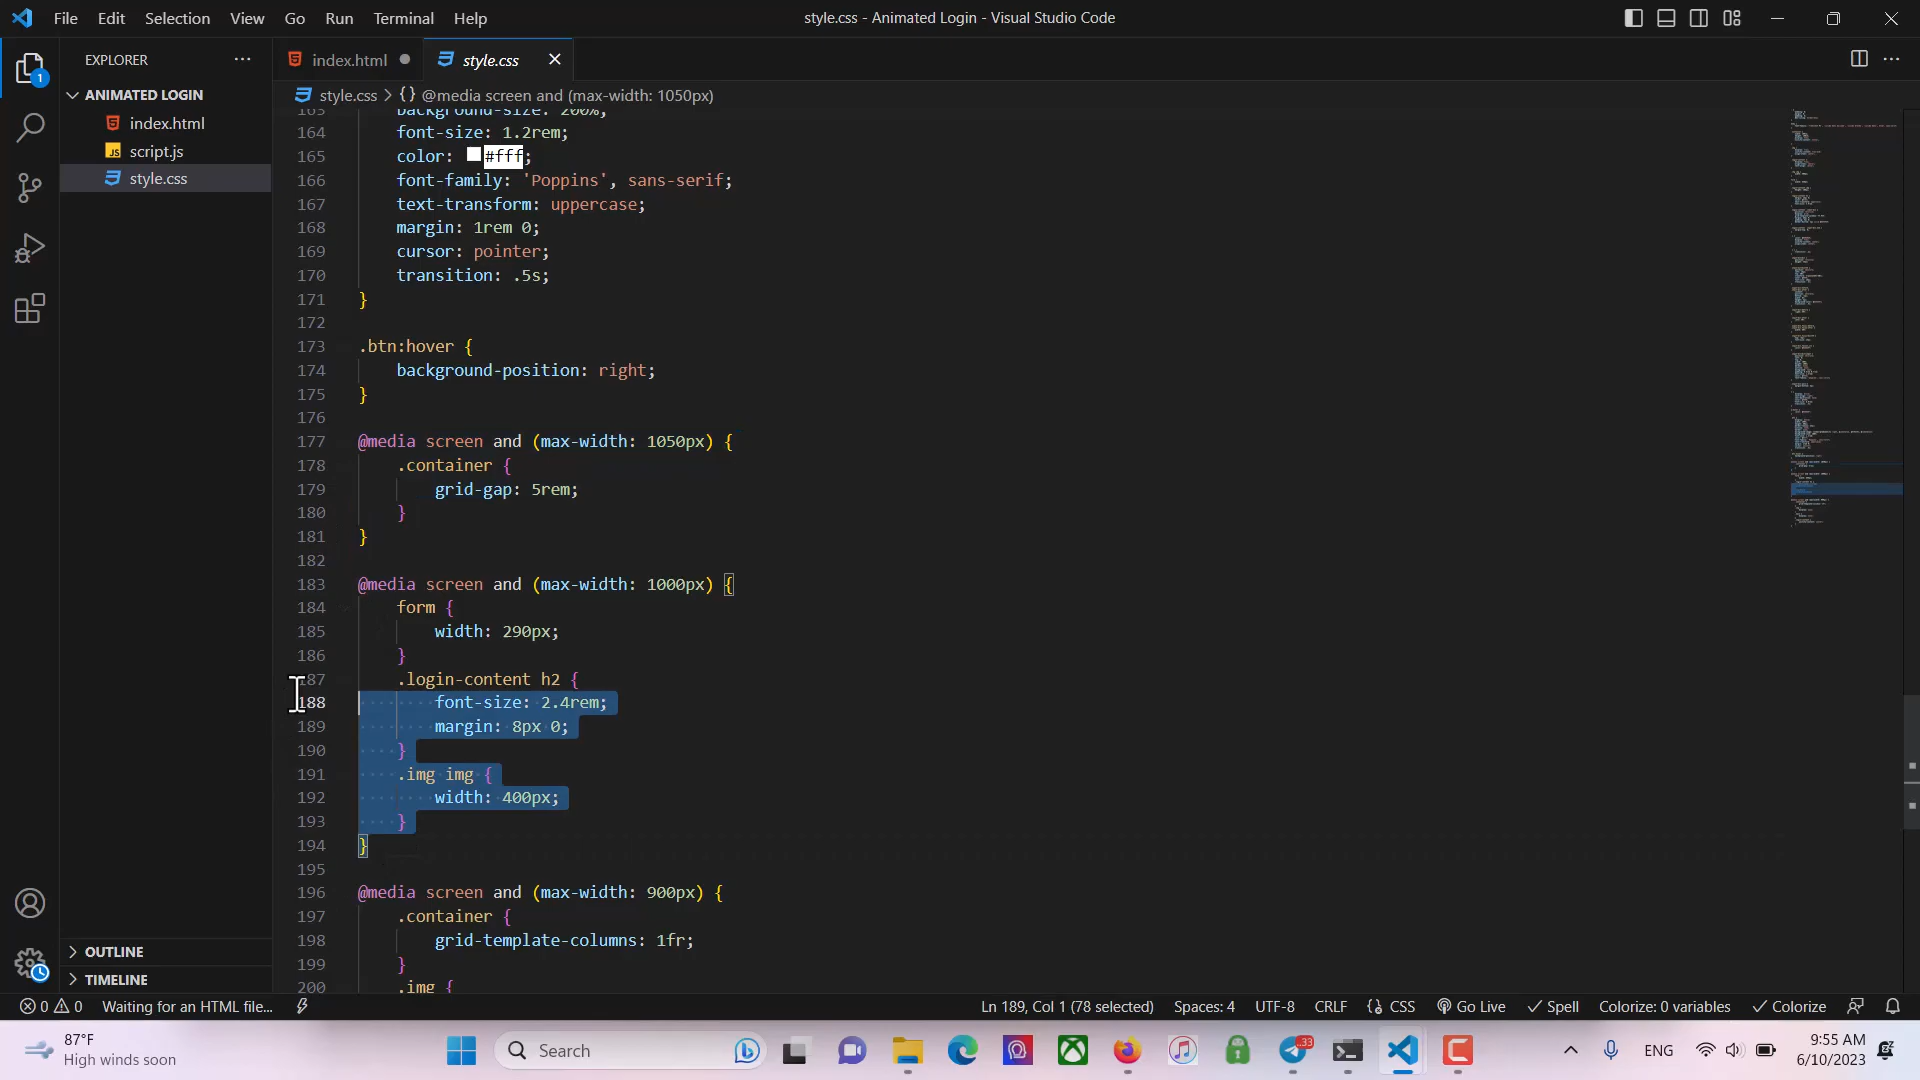 File Edit Selection View Go Run Terminal Help
style.css - Animated Login - Visual Studio Code
EXPLORER
ANIMATED LOGIN
index.html
script.js
style.css
OUTLINE
TIMELINE
1
index.html
style.css
style.css > {} @media screen and (max-width: 1050px)
163 background-size: 200%;
164 font-size: 1.2rem;
165 color: #fff;
166 font-family: 'Poppins', sans-serif;
167 text-transform: uppercase;
168 margin: 1rem 0;
169 cursor: pointer;
170 transition: .5s;
171 }
172
173 .btn:hover {
174 background-position: right;
175 }
176
177 @media screen and (max-width: 1050px) {
178 .container {
179 grid-gap: 5rem;
180 }
181 }
182
183 @media screen and (max-width: 1000px) {
184 form {
185 width: 290px;
186 }
187 .login-content h2 {
188 font-size: 2.4rem;
189 margin: 8px 0;
190 }
191 .img img {
192 width: 400px;
193 }
194 }
195
196 @media screen and (max-width: 900px) {
197 .container {
198 grid-template-columns: 1fr;
199 }
200 .img {
0 0 Waiting for an HTML file...
Ln 189, Col 1 (78 selected) Spaces: 4 UTF-8 CRLF {} CSS Go Live Spell Colorize: 0 variables Colorize
87°F
High winds soon
Search
33
ENG
9:55 AM
6/10/2023